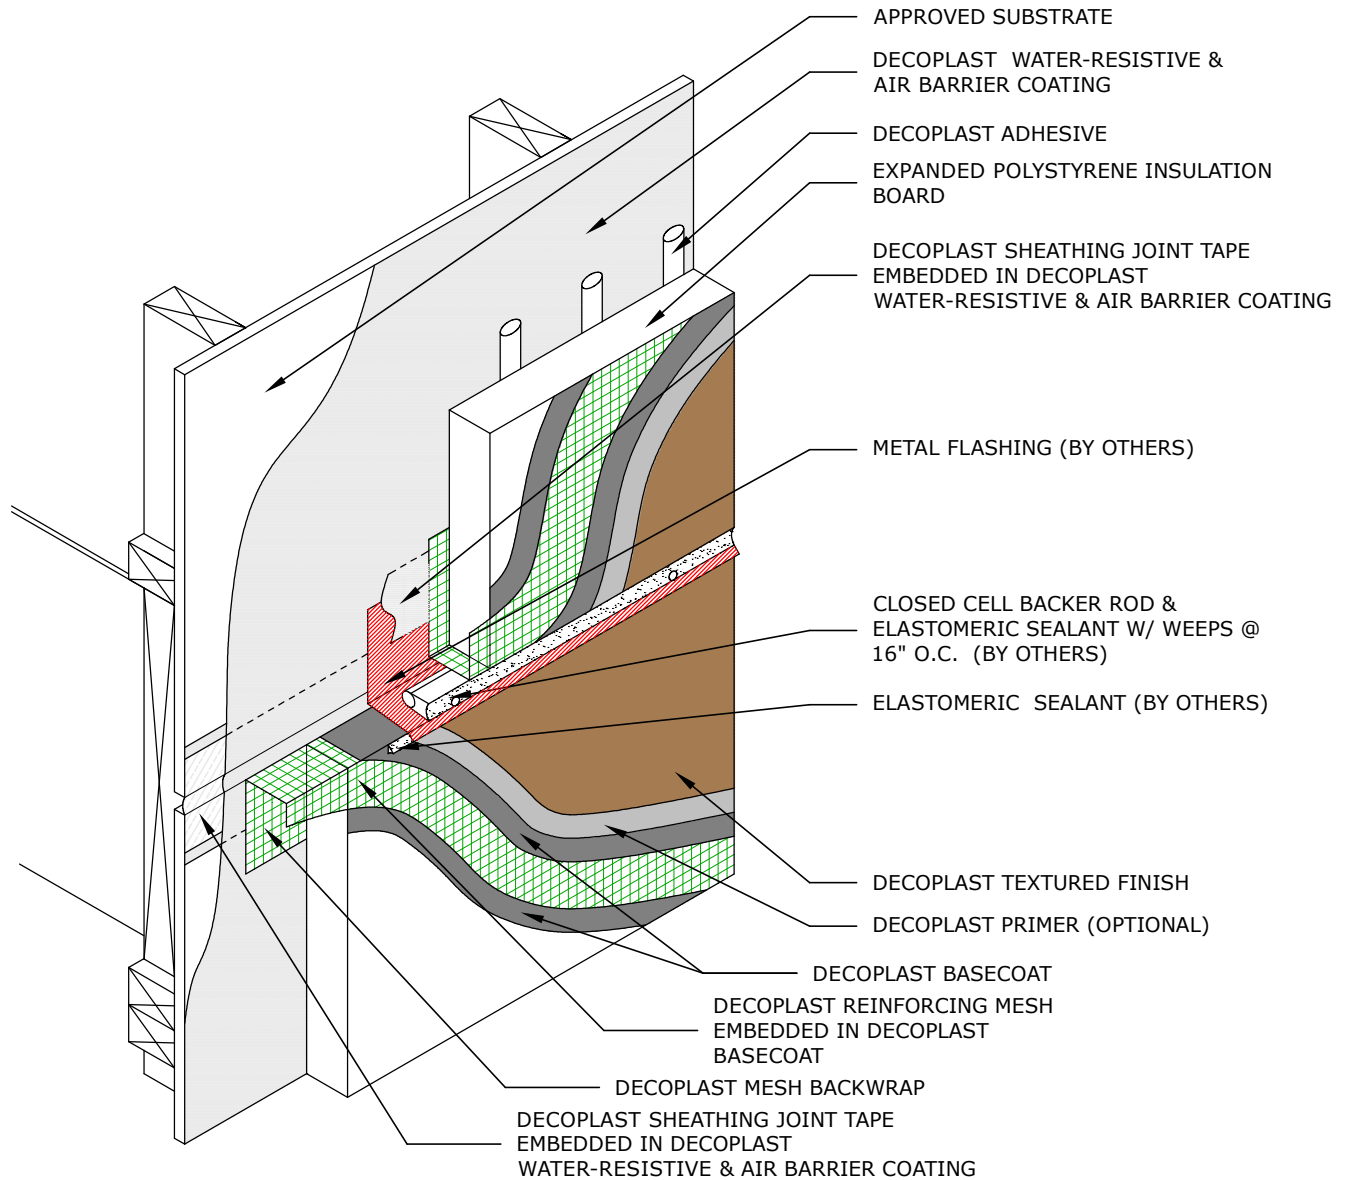 APPROVED SUBSTRATE
DECOPLAST WATER-RESISTIVE &
AIR BARRIER COATING
DECOPLAST ADHESIVE
EXPANDED POLYSTYRENE INSULATION
BOARD
DECOPLAST SHEATHING JOINT TAPE
EMBEDDED IN DECOPLAST
WATER-RESISTIVE & AIR BARRIER COATING
METAL FLASHING (BY OTHERS)
CLOSED CELL BACKER ROD &
ELASTOMERIC SEALANT W/ WEEPS @
16" O.C. (BY OTHERS)
ELASTOMERIC SEALANT (BY OTHERS)
DECOPLAST TEXTURED FINISH
DECOPLAST PRIMER (OPTIONAL)
DECOPLAST BASECOAT
DECOPLAST REINFORCING MESH
EMBEDDED IN DECOPLAST
BASECOAT
DECOPLAST MESH BACKWRAP
DECOPLAST SHEATHING JOINT TAPE
EMBEDDED IN DECOPLAST
WATER-RESISTIVE & AIR BARRIER COATING